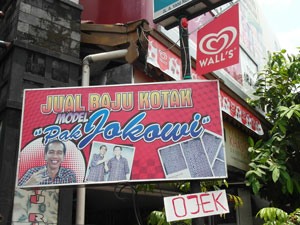 WALL'S
JUAL BAJU KOTAK
MODEL
"Pak Jokowi"
OJEK